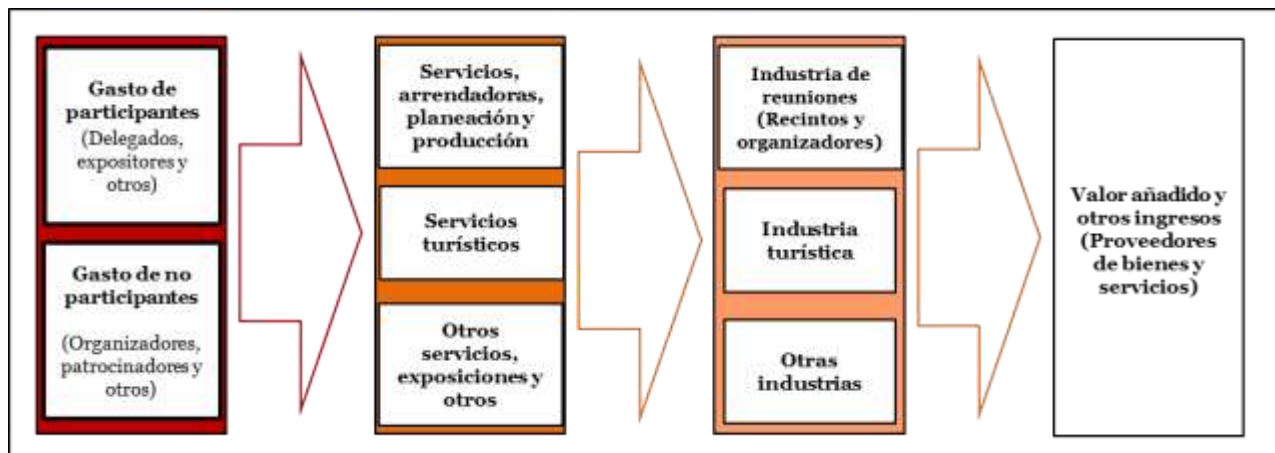 Gasto de
participantes
(Delegados,
expositores y
otros)
Gasto de no
participantes
(Organizadores,
patrocinadores y
otros)
Servicios,
arrendadoras,
planeación y
producción
Servicios
turísticos
Otros
servicios,
exposiciones y
otros
Industria de
reuniones
(Recintos y
organizadores)
Industria
turística
Otras
industrias
Valor añadido y
otros ingresos
(Proveedores
de bienes y
servicios)